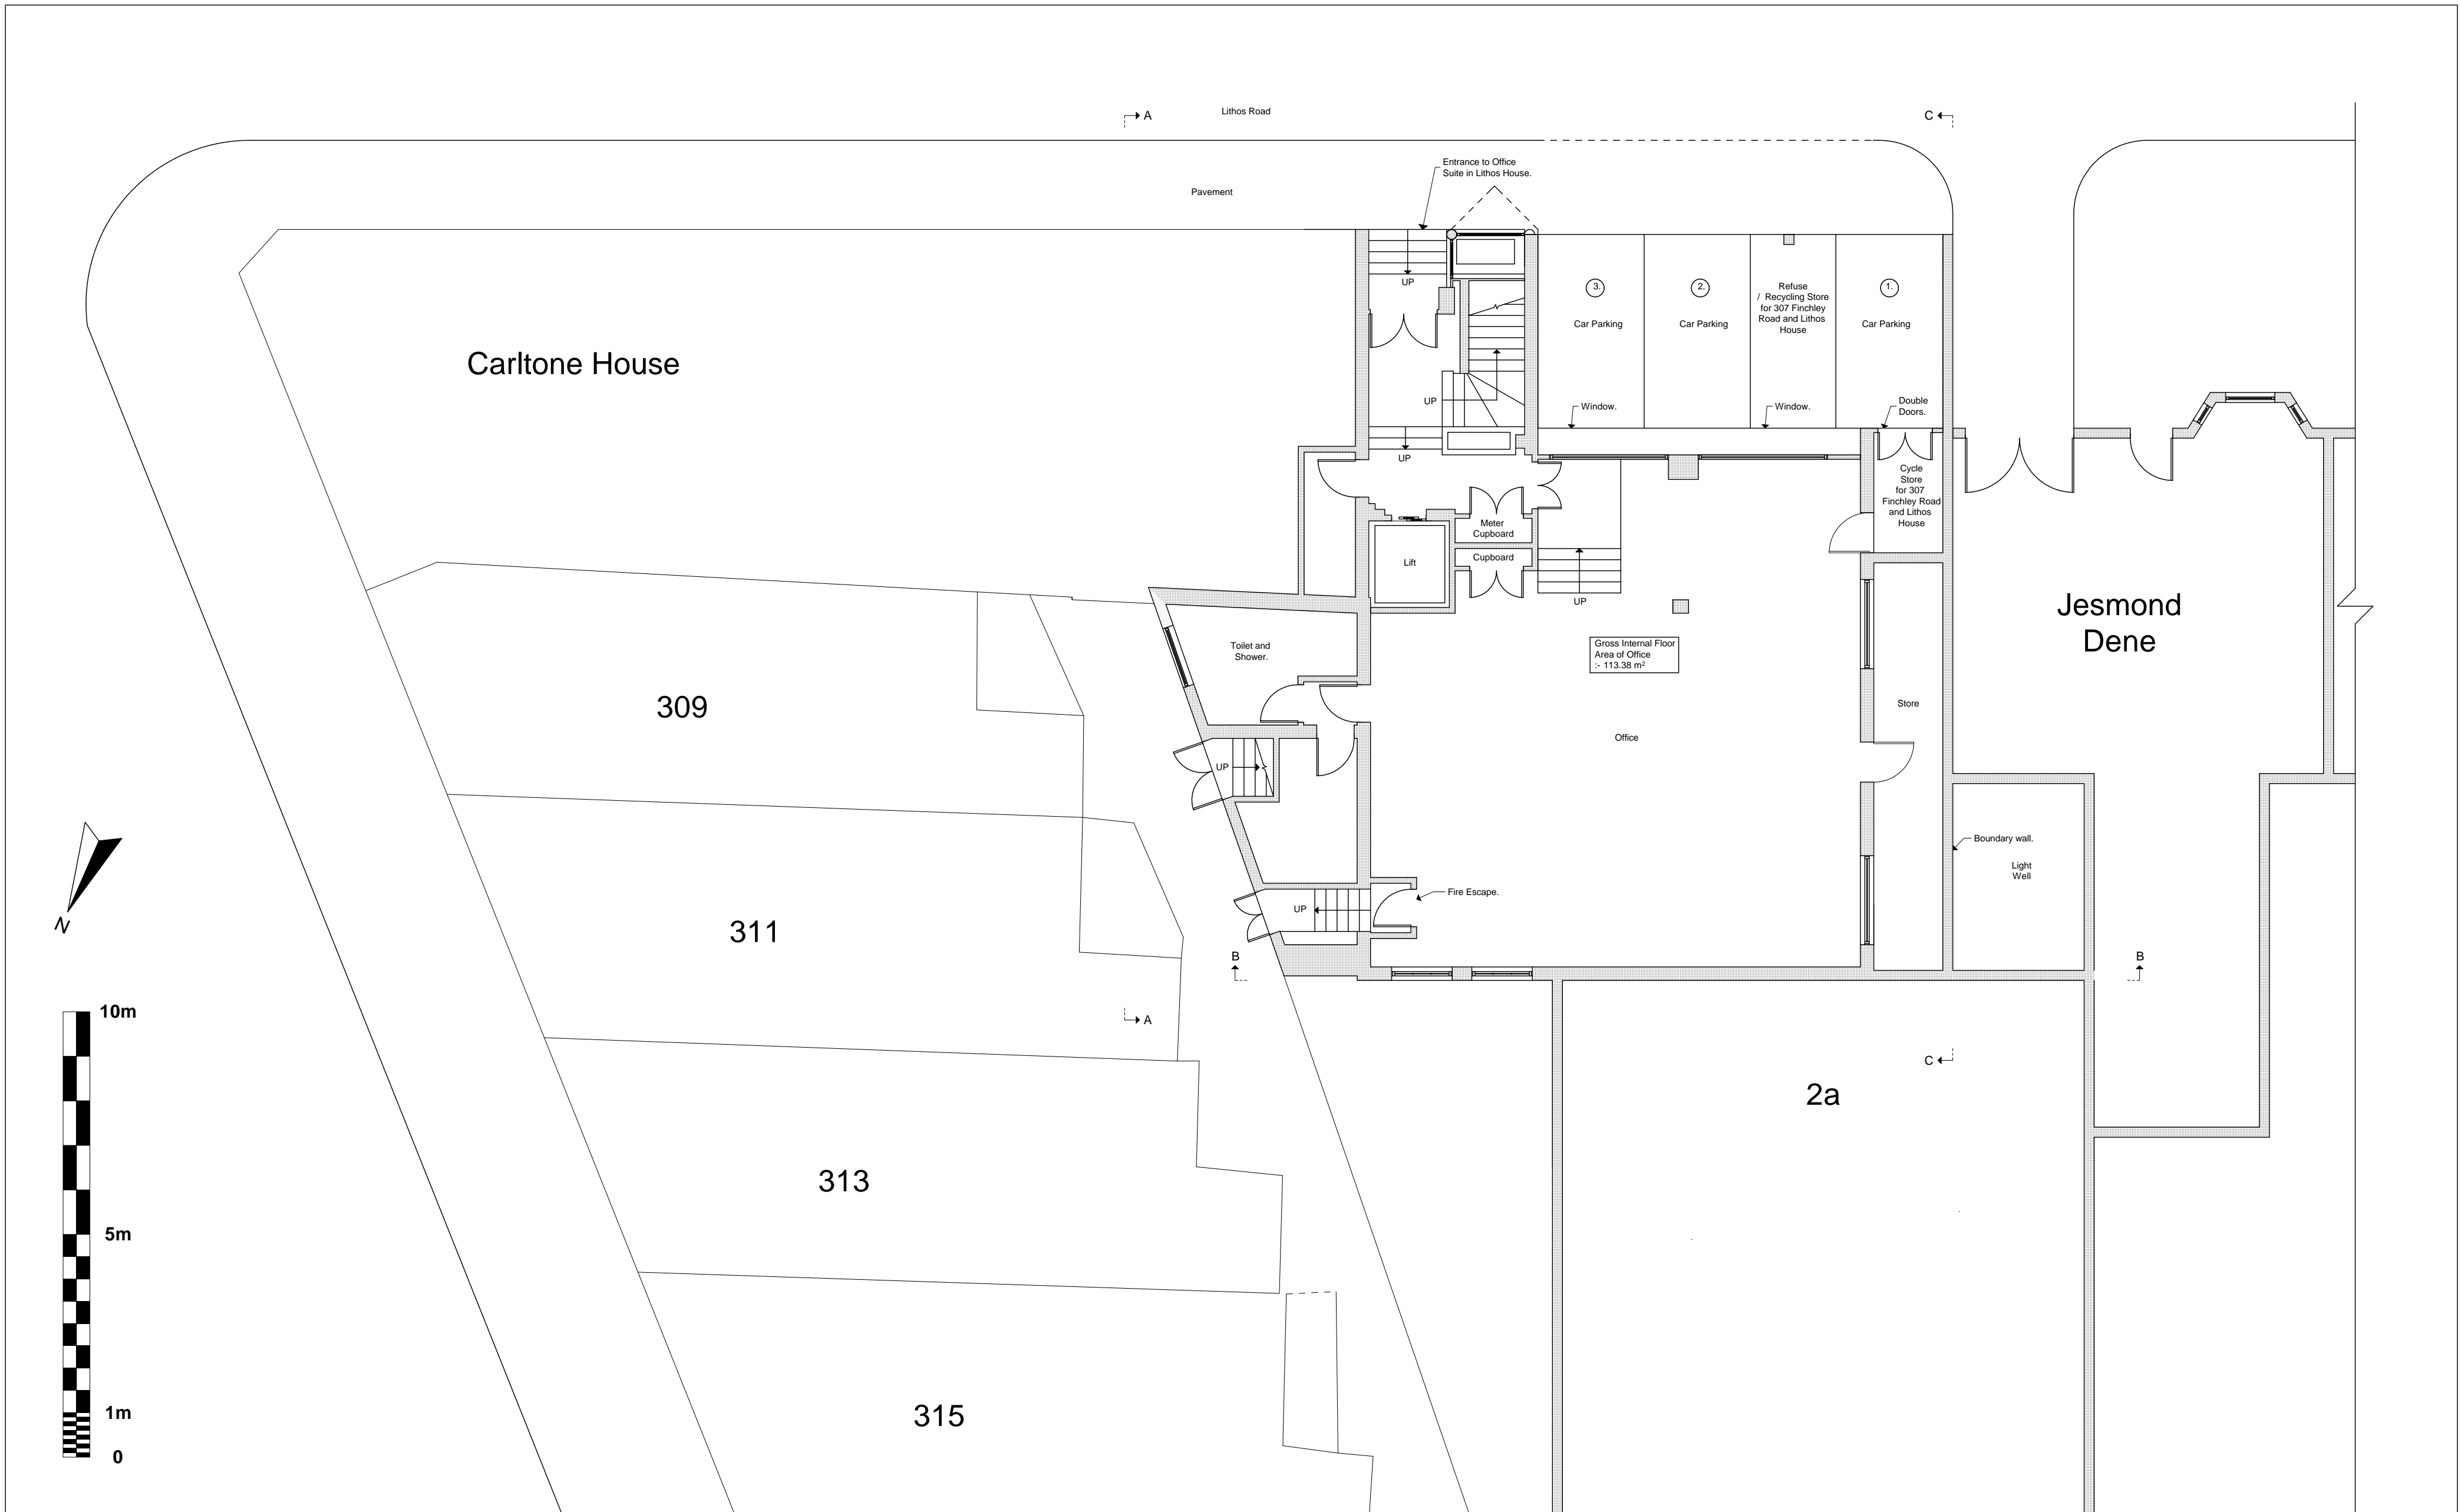 A
Lithos Road
C
Entrance to Office
Suite in Lithos House.
Pavement
UP
3.
Car Parking
2.
Car Parking
Refuse
/ Recycling Store
for 307 Finchley
Road and Lithos
House
1.
Car Parking
Carltone House
UP
Window.
Window.
Double
Doors.
UP
Cycle
Store
for 307
Finchley Road
and Lithos
House
Meter
Cupboard
Cupboard
Lift
UP
Jesmond
Dene
Toilet and
Shower.
Gross Internal Floor
Area of Office
:- 113.38 m²
309
Store
Office
UP
Boundary wall.
Light
Well
Fire Escape.
UP
N
311
B
B
10m
A
C
2a
313
5m
315
1m
0